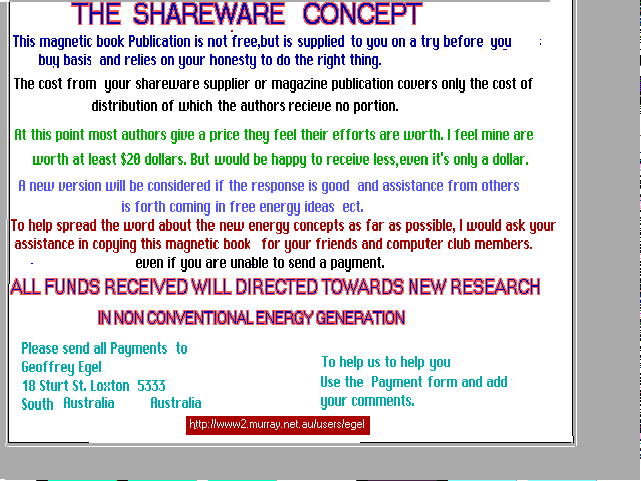 THE SHAREWARE CONCEPT
This magnetic book Publication is not free,but is supplied to you on a try before you
buy basis and relies on your honesty to do the right thing.
The cost from your shareware supplier or magazine publication covers only the cost of
distribution of which the authors recieve no portion.
At this point most authors give a price they feel their efforts are worth. I feel mine are
worth at least $20 dollars. But would be happy to receive less,even it's only a dollar.
A new version will be considered if the response is good and assistance from others
is forth coming in free energy ideas ect.
To help spread the word about the new energy concepts as far as possible, I would ask your
assistance in copying this magnetic book for your friends and computer club members.
even if you are unable to send a payment.
ALL FUNDS RECEIVED WILL DIRECTED TOWARDS NEW RESEARCH
IN NON CONVENTIONAL ENERGY GENERATION
Please send all Payments to
Geoffrey Egel
18 Sturt St. Loxton 5333
South Australia Australia
To help us to help you
Use the Payment form and add
your comments.
http://www2.murray.net.au/users/egel